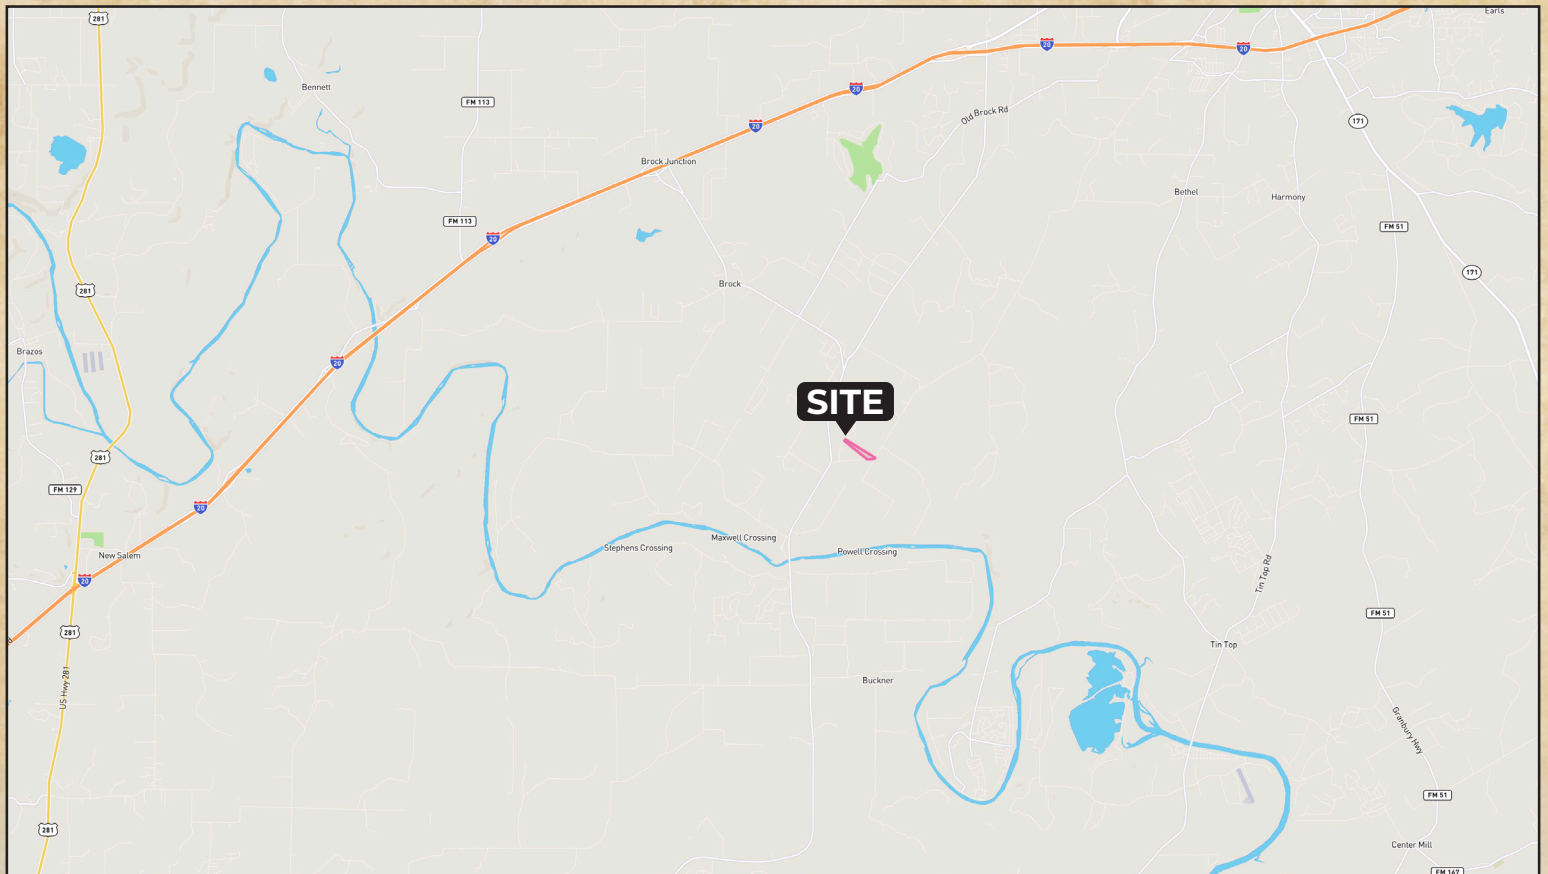 Earls
281
20
20
20
Bennett
FM 113
Old Brock Rd
171
20
Brock Junction
Bethel
Harmony
FM 113
FM 51
20
171
Brock
281
Brazos
20
SITE
FM 51
281
FM 129
20
Stephens Crossing
Maxwell Crossing
Powell Crossing
New Salem
20
Tin Top Rd
FM 51
281
Tin Top
US Hwy 281
Buckner
Granbury Hwy
FM 51
281
Center Mill
FM 167